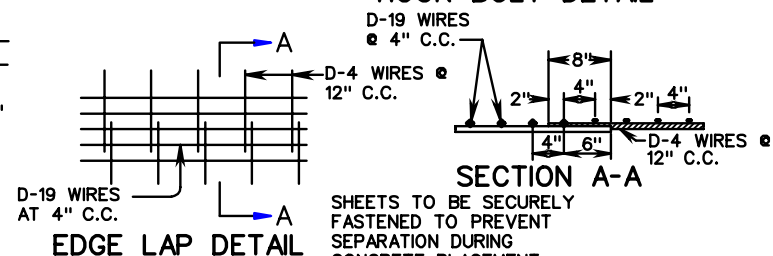 D-19 WIRES
@ 4" C.C.
A
D-4 WIRES @
12" C.C.
8"
4"
2"
2"
4"
4"
6"
D-4 WIRES @
12" C.C.
SECTION A-A
D-19 WIRES
AT 4" C.C.
A
EDGE LAP DETAIL
SHEETS TO BE SECURELY
FASTENED TO PREVENT
SEPARATION DURING